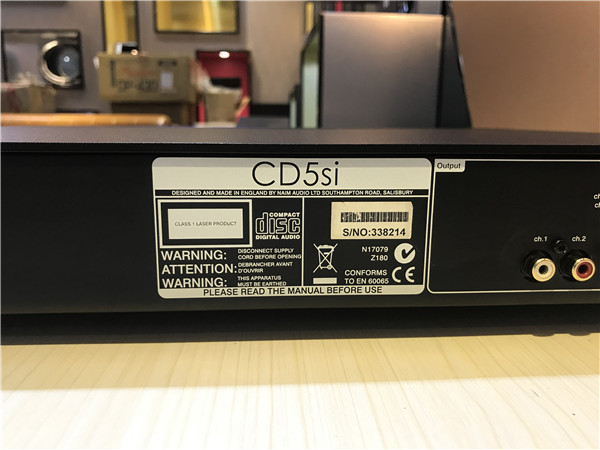 CD5si
DESIGNED AND MADE IN ENGLAND BY NAIM AUDIO LTD SOUTHAMPTON ROAD, SALISBURY
CLASS 1 LASER PRODUCT
COMPACT
disc
DIGITAL AUDIO
S/NO:338214
WARNING: DISCONNECT SUPPLY
CORD BEFORE OPENING
ATTENTION: DEBRANCHER AVANT
D'OUVRIR
WARNING: THIS APPARATUS
MUST BE EARTHED
N17079
Z180
CONFORMS
TO EN 60065
CE
PLEASE READ THE MANUAL BEFORE USE
Output
ch.1
ch.2